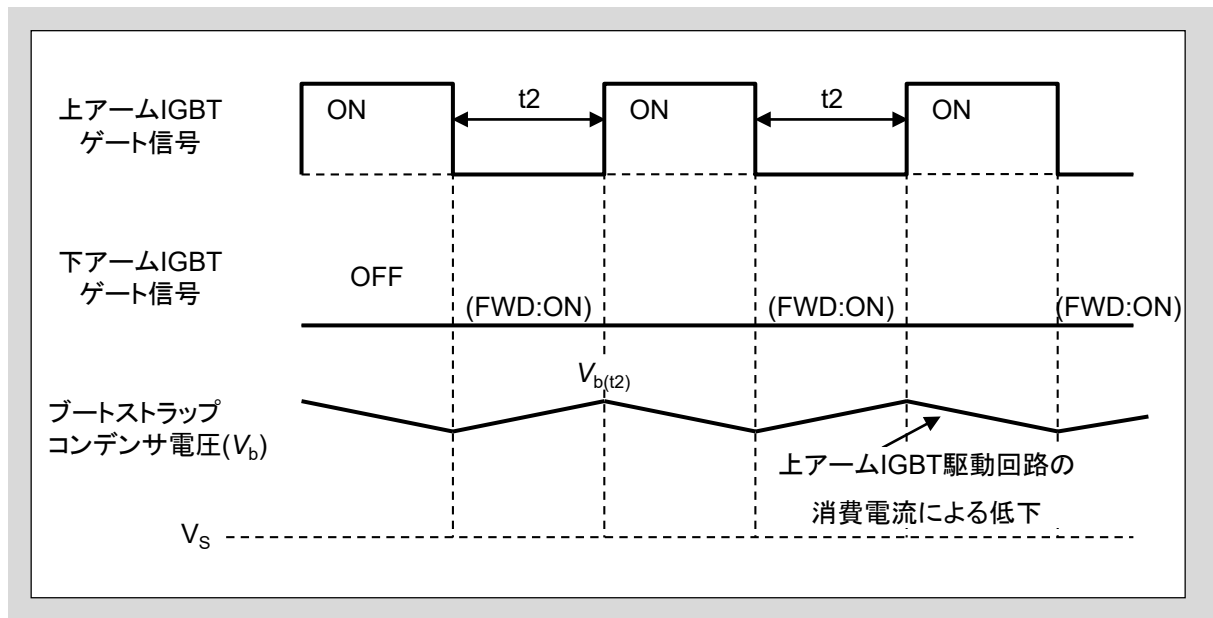 上アームIGBT
ゲート信号
ON
t2
ON
t2
ON
下アームIGBT
ゲート信号
OFF
(FWD:ON)
(FWD:ON)
(FWD:ON)
Vb(t2)
ブートストラップ
コンデンサ電圧(Vb)
上アームIGBT駆動回路の
消費電流による低下
VS